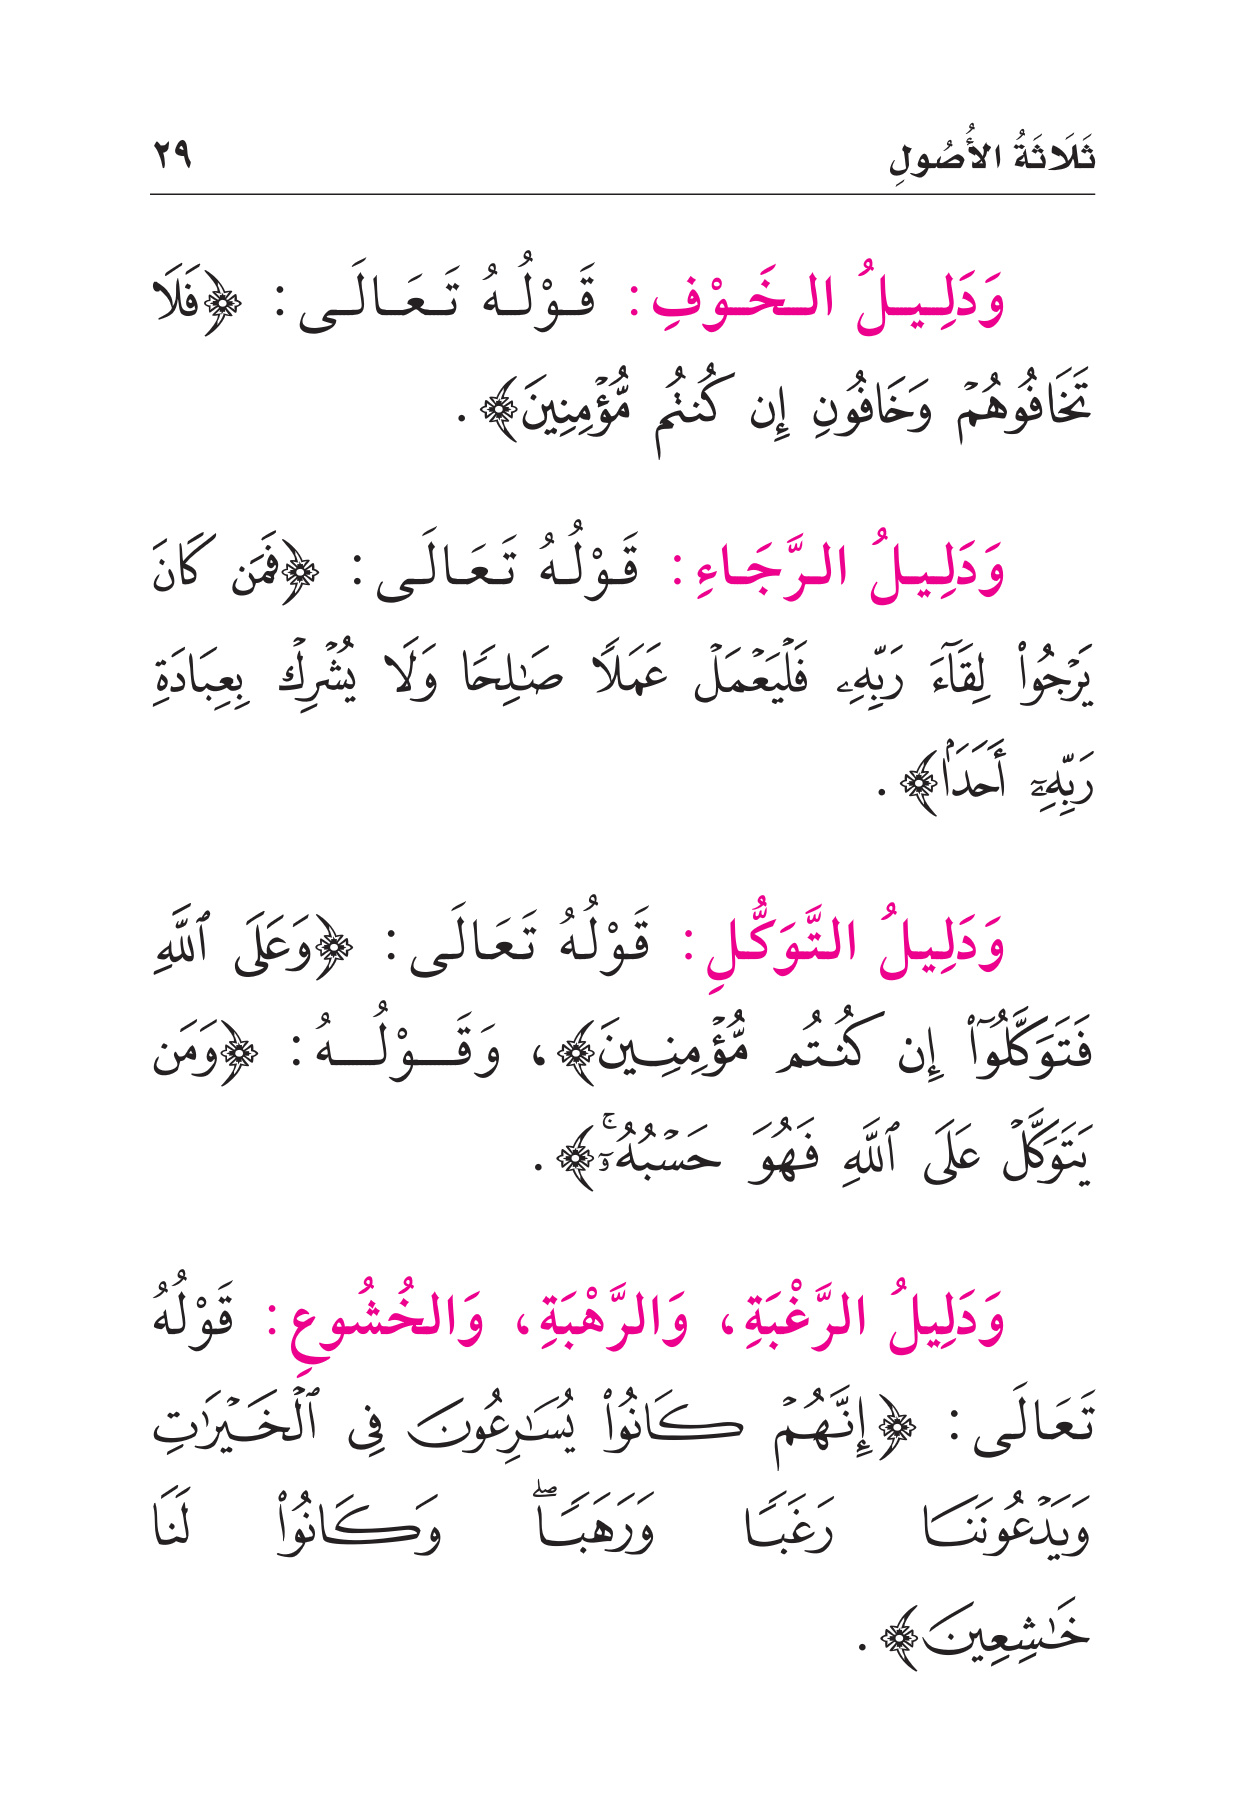 ثَلَاثَةُ الأُصُولِ ٢٩
وَدَلِيلُ الخَوْفِ: قَوْلُهُ تَعَالَى: ﴿فَلَا
تَخَافُوهُمْ وَخَافُونِ إِن كُنتُم مُّؤْمِنِينَ﴾.
وَدَلِيلُ الرَّجَاءِ: قَوْلُهُ تَعَالَى: ﴿فَمَن كَانَ
يَرْجُوا۟ لِقَآءَ رَبِّهِۦ فَلْيَعْمَلْ عَمَلًا صَـٰلِحًا وَلَا يُشْرِكْ بِعِبَادَةِ
رَبِّهِۦٓ أَحَدَۢا﴾.
وَدَلِيلُ التَّوَكُّلِ: قَوْلُهُ تَعَالَى: ﴿وَعَلَى ٱللَّهِ
فَتَوَكَّلُوٓا۟ إِن كُنتُم مُّؤْمِنِينَ﴾، وَقَوْلُهُ: ﴿وَمَن
يَتَوَكَّلْ عَلَى ٱللَّهِ فَهُوَ حَسْبُهُۥٓ ۚ﴾.
وَدَلِيلُ الرَّغْبَةِ، وَالرَّهْبَةِ، وَالخُشُوعِ: قَوْلُهُ
تَعَالَى: ﴿إِنَّهُمْ كَانُوا۟ يُسَـٰرِعُونَ فِى ٱلْخَيْرَٰتِ
وَيَدْعُونَنَا رَغَبًا وَرَهَبًا ۖ وَكَانُوا۟ لَنَا
خَـٰشِعِينَ﴾.